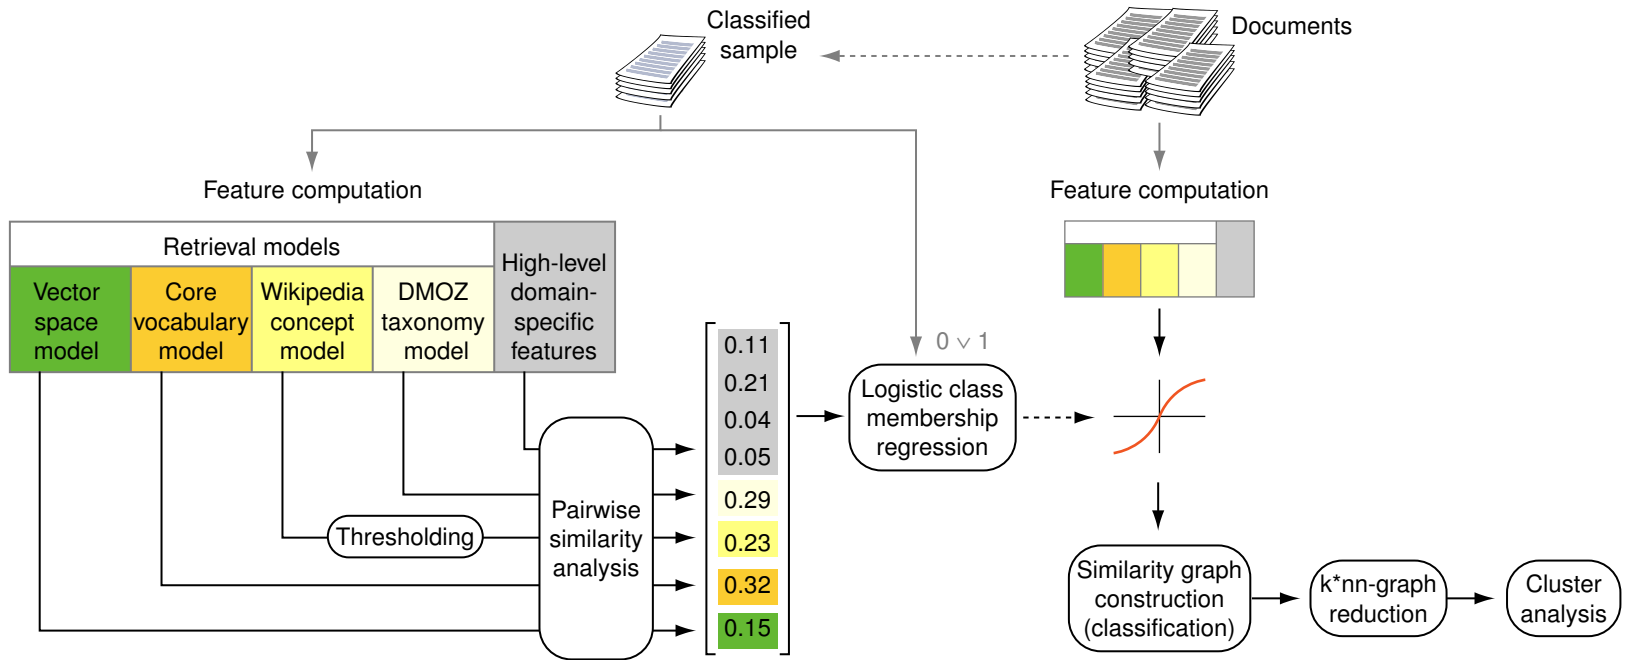 Classified
sample
Documents
Feature computation
Feature computation
Retrieval models
High-level
domain-
specific
features
Vector
space
model
Core
vocabulary
model
Wikipedia
concept
model
DMOZ
taxonomy
model
0 ∨ 1
0.11
0.21
0.04
0.05
0.29
0.23
0.32
0.15
Logistic class
membership
regression
Thresholding
Pairwise
similarity
analysis
Similarity graph
construction
(classification)
k*nn-graph
reduction
Cluster
analysis